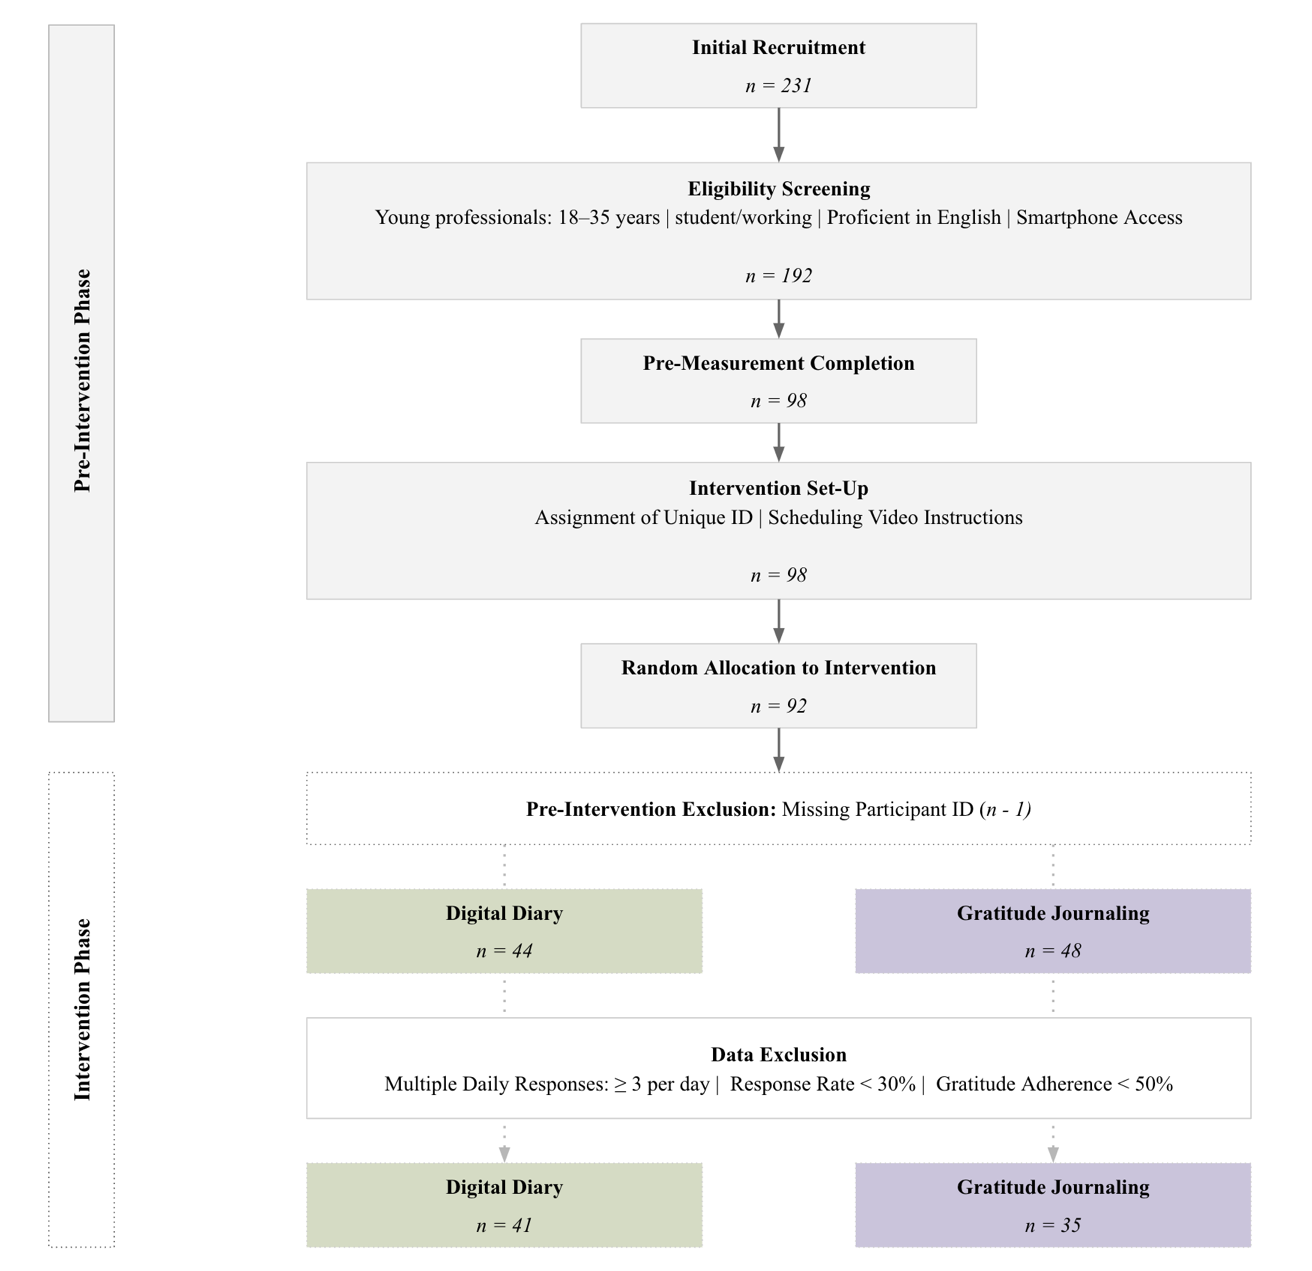 Pre-Intervention Phase
Initial Recruitment
n = 231
Eligibility Screening
Young professionals: 18–35 years | student/working | Proficient in English | Smartphone Access
n = 192
Pre-Measurement Completion
n = 98
Intervention Set-Up
Assignment of Unique ID | Scheduling Video Instructions
n = 98
Random Allocation to Intervention
n = 92
Intervention Phase
Pre-Intervention Exclusion: Missing Participant ID (n - 1)
Digital Diary
n = 44
Gratitude Journaling
n = 48
Data Exclusion
Multiple Daily Responses: ≥ 3 per day | Response Rate < 30% | Gratitude Adherence < 50%
Digital Diary
n = 41
Gratitude Journaling
n = 35